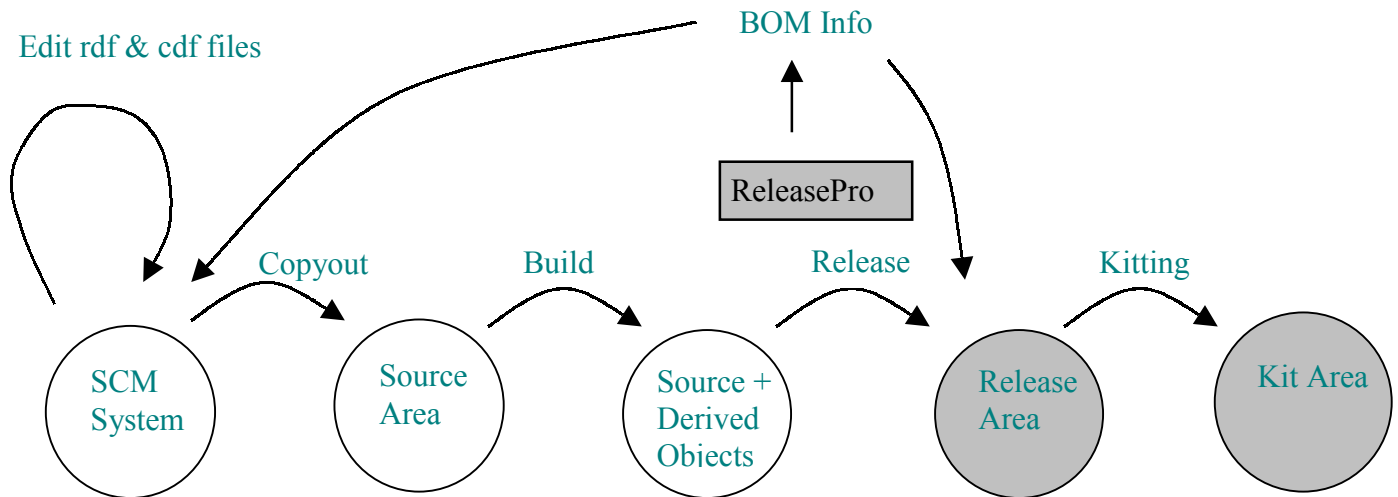 BOM Info
Edit rdf & cdf files
ReleasePro
Copyout
Build
Release
Kitting
SCM
System
Source
Area
Source +
Derived
Objects
Release
Area
Kit Area